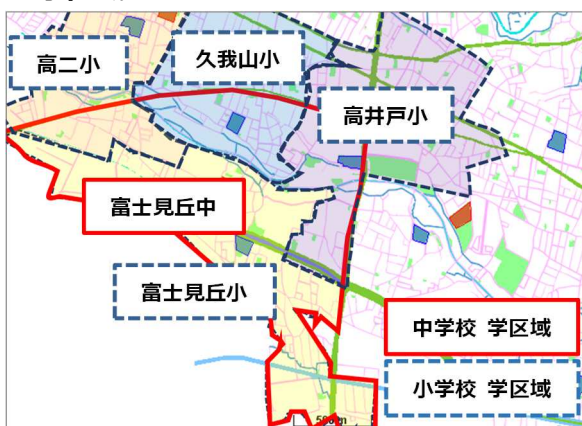 高二小
久我山小
高井戸小
富士見丘中
富士見丘小
中学校 学区域
小学校 学区域